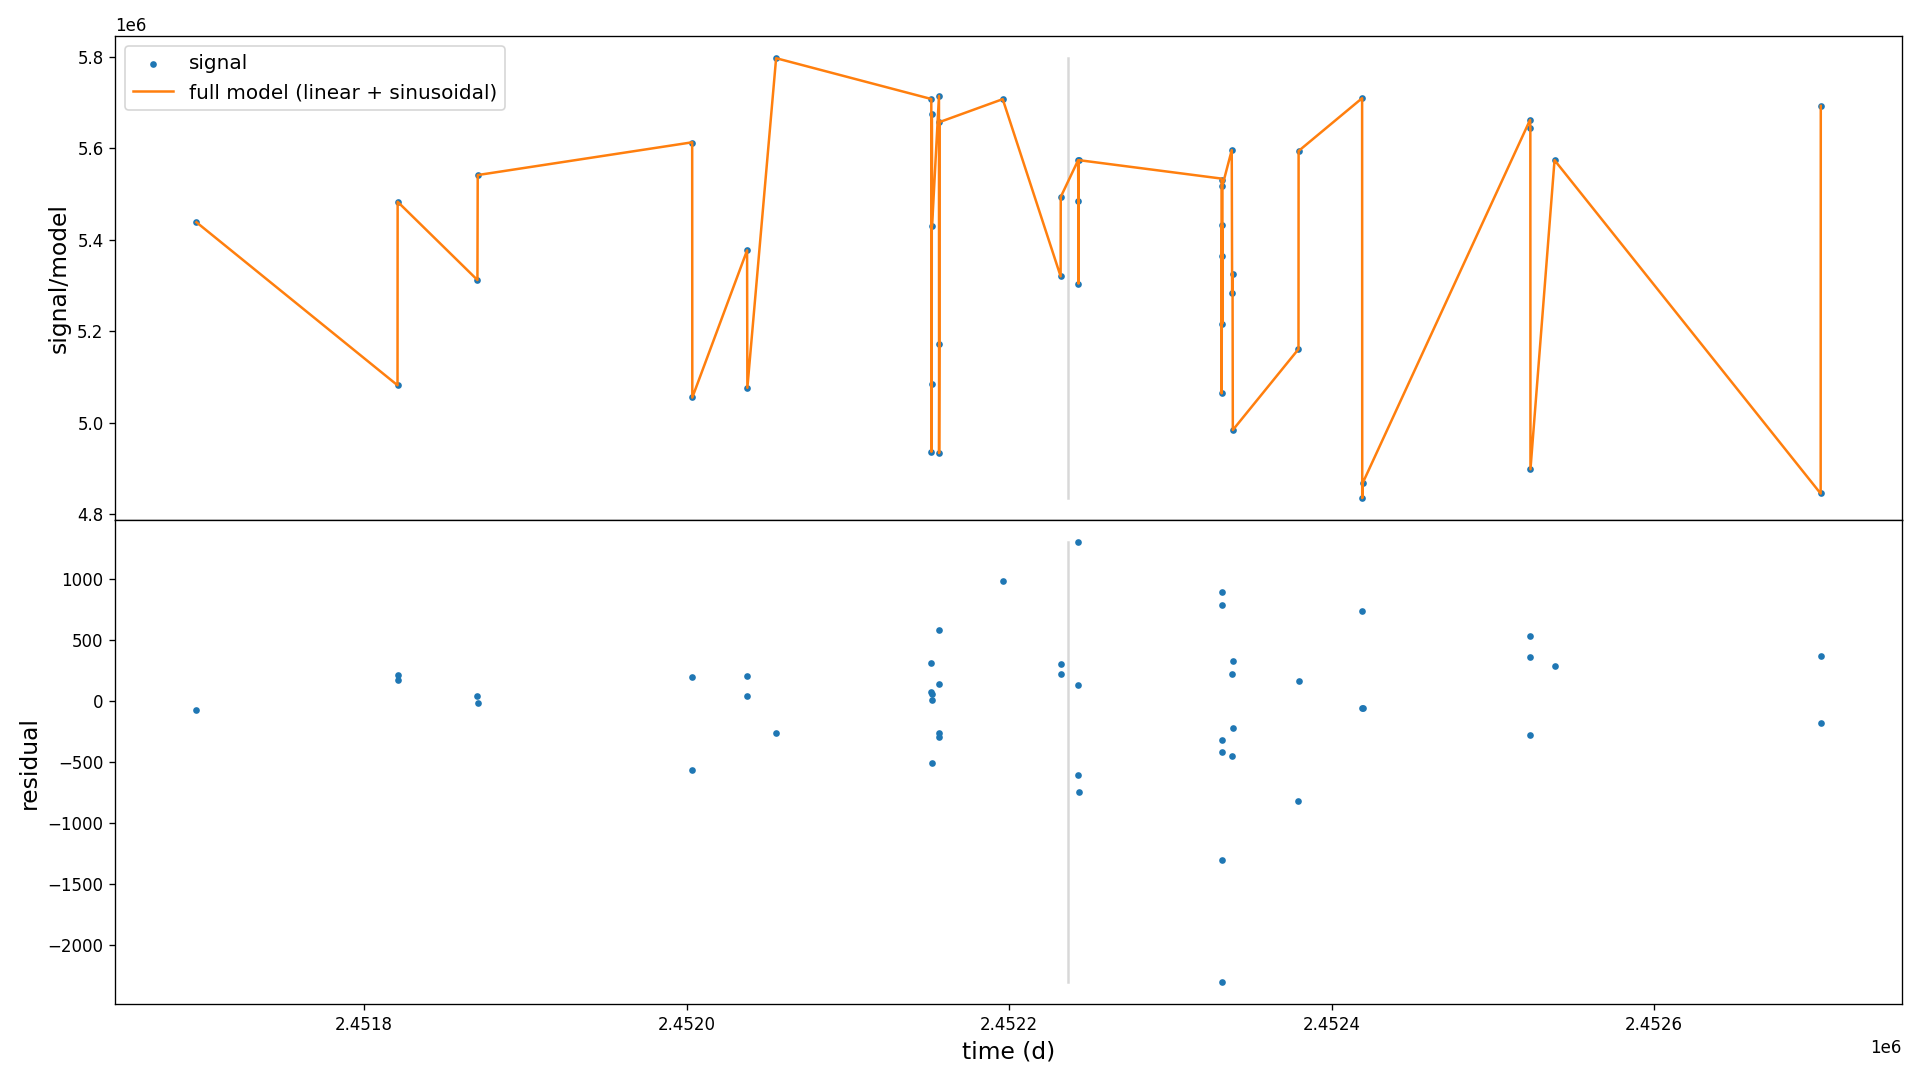 1e6
5.8
5.6
5.4
5.2
5.0
4.8
signal/model
signal
full model (linear + sinusoidal)
1000
500
0
−500
−1000
−1500
−2000
residual
2.4518
2.4520
2.4522
2.4524
2.4526
time (d)
1e6